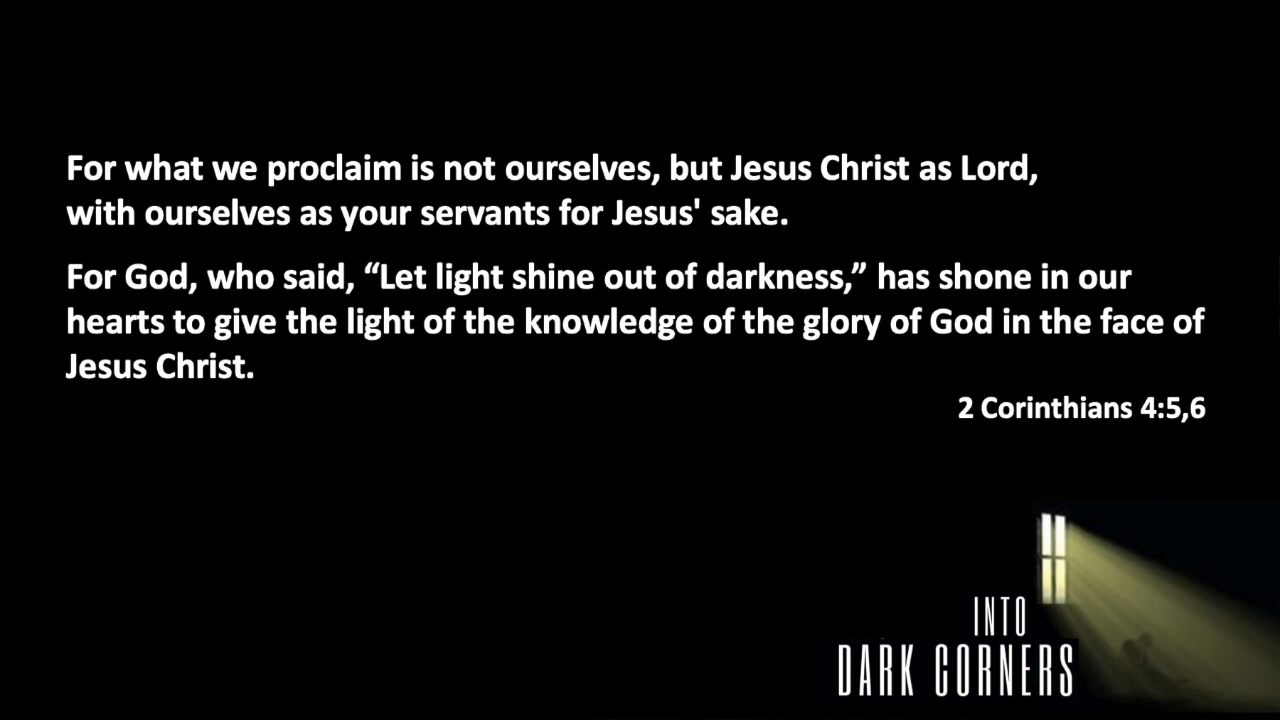 For what we proclaim is not ourselves, but Jesus Christ as Lord,
with ourselves as your servants for Jesus' sake.
For God, who said, “Let light shine out of darkness,” has shone in our
hearts to give the light of the knowledge of the glory of God in the face of
Jesus Christ.
2 Corinthians 4:5,6
INTO
DARK CORNERS